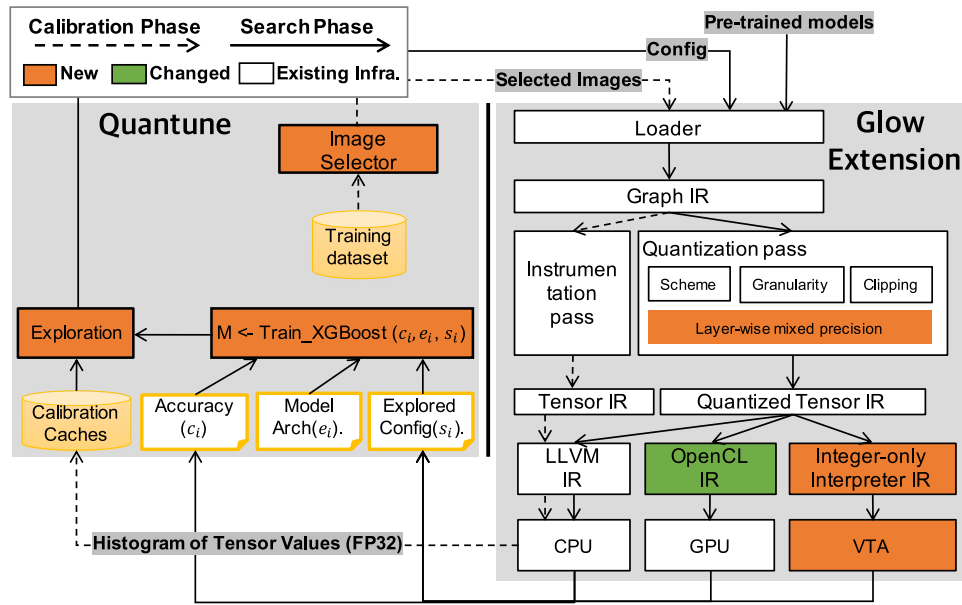 Calibration Phase
Search Phase
New
Changed
Existing Infra.
Pre-trained models
Config
Selected Images
Quantune
Glow
Extension
Image
Selector
Training
dataset
Exploration
M <- Train_XGBoost (cᵢ,eᵢ, sᵢ)
Calibration
Caches
Accuracy
(cᵢ)
Model
Arch(eᵢ).
Explored
Config(sᵢ).
Histogram of Tensor Values (FP32)
Loader
Graph IR
Instrumen
tation
pass
Quantization pass
Scheme
Granularity
Clipping
Layer-wise mixed precision
Tensor IR
Quantized Tensor IR
LLVM
IR
OpenCL
IR
Integer-only
Interpreter IR
CPU
GPU
VTA